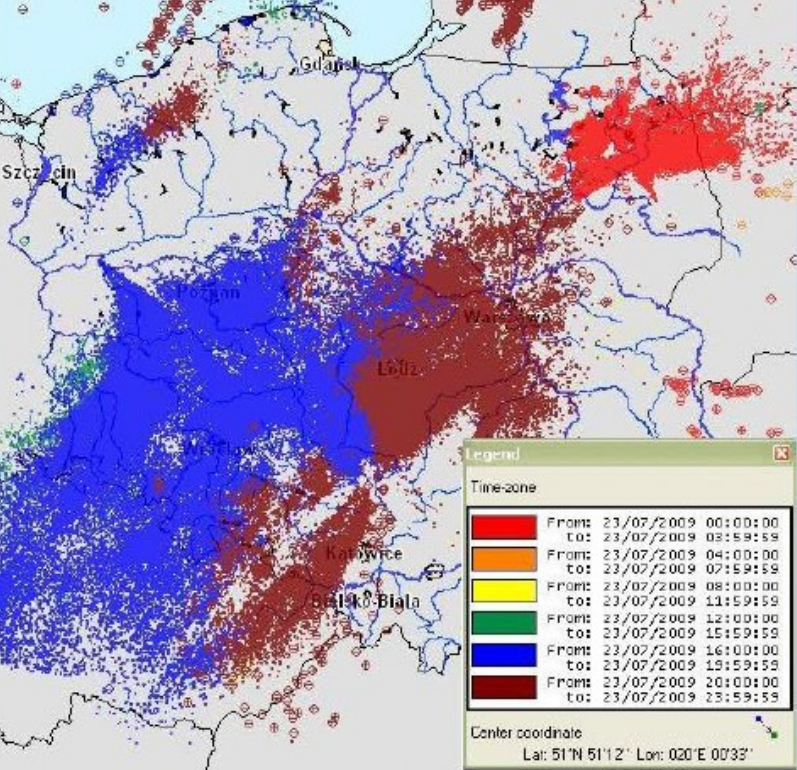 Gdańsk
Szczecin
Poznan
Warszawa
Łódź
Wrocław
Katowice
Bielsko-Biala
Legend
Time-zone
From: 23/07/2009 00:00:00
to: 23/07/2009 03:59:59
From: 23/07/2009 04:00:00
to: 23/07/2009 07:59:59
From: 23/07/2009 08:00:00
to: 23/07/2009 11:59:59
From: 23/07/2009 12:00:00
to: 23/07/2009 15:59:59
From: 23/07/2009 16:00:00
to: 23/07/2009 19:59:59
From: 23/07/2009 20:00:00
to: 23/07/2009 23:59:59
Center coordinate
Lat: 51°N 51'12'' Lon: 020°E 00'33''